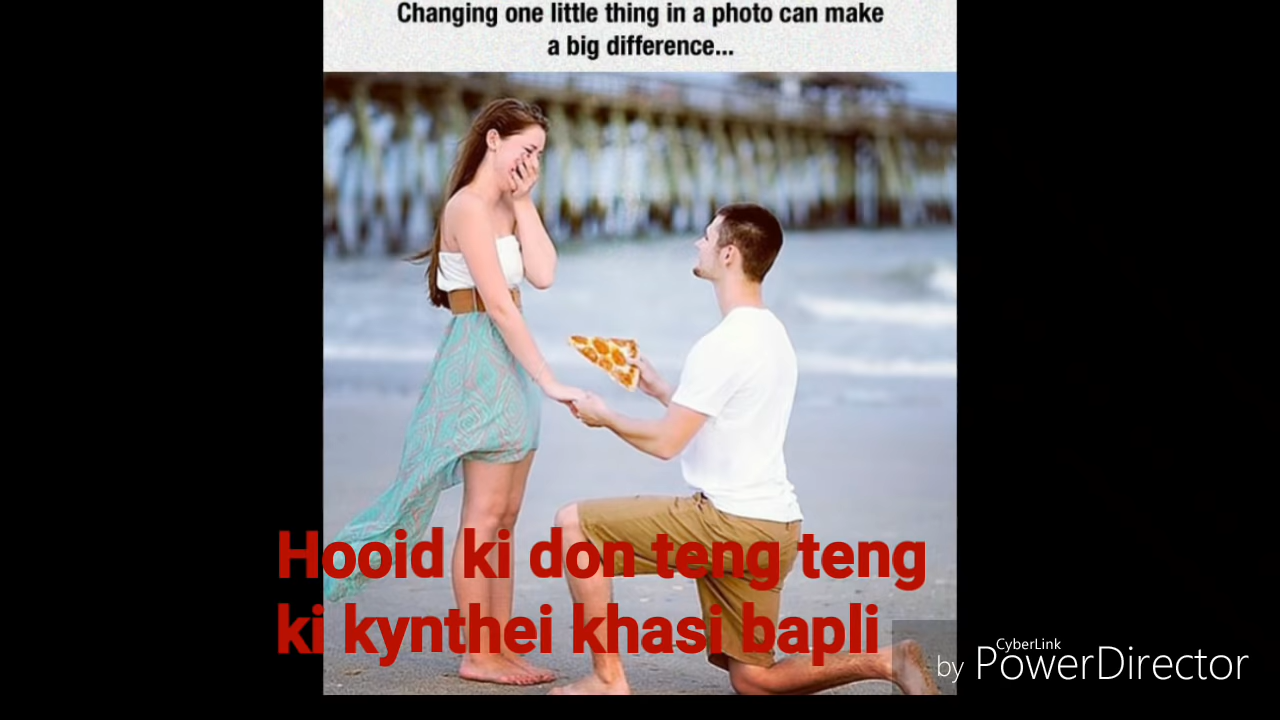 Changing one little thing in a photo can make
a big difference...
Hooid ki don teng teng
ki kynthei khasi bapli
CyberLink
by PowerDirector